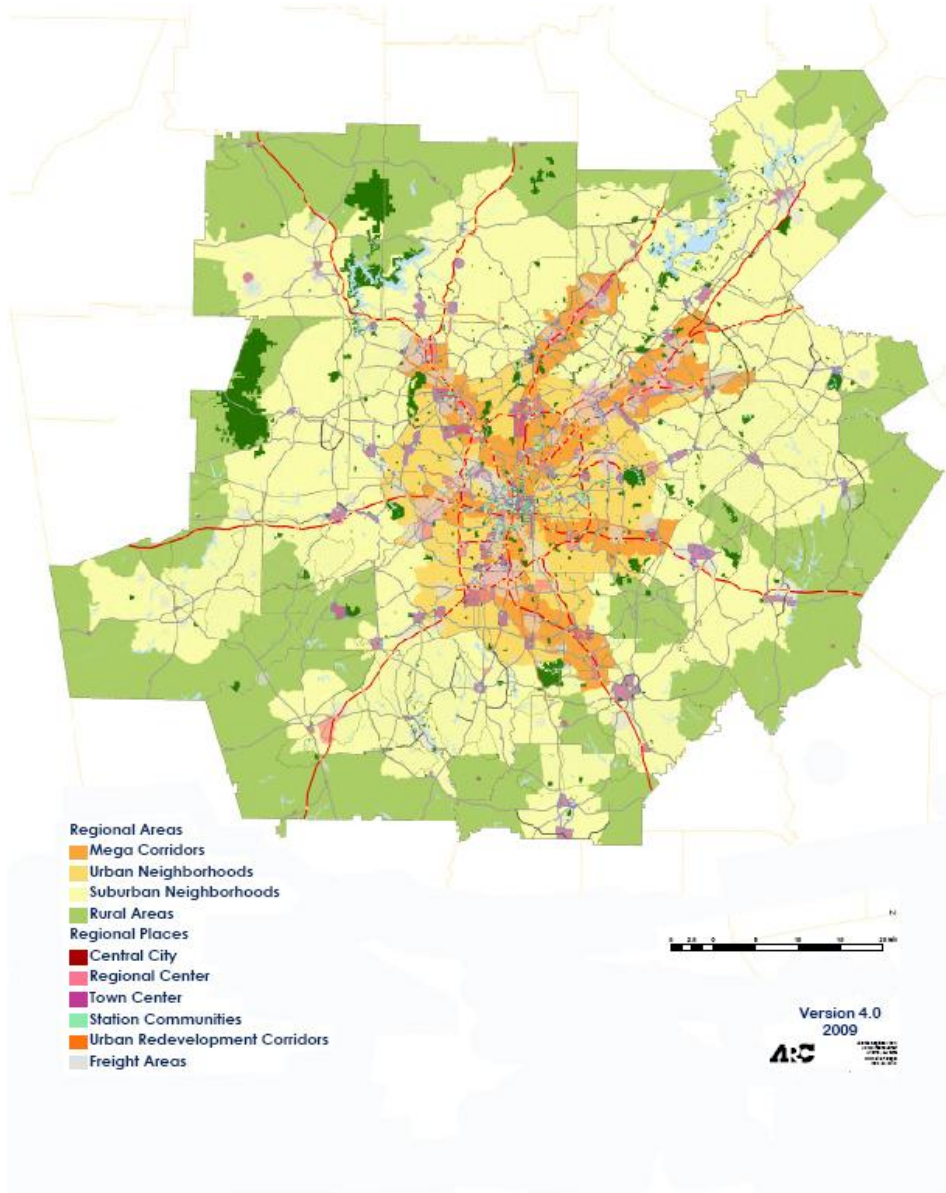 Regional Areas
Mega Corridors
Urban Neighborhoods
Suburban Neighborhoods
Rural Areas
Regional Places
Central City
Regional Center
Town Center
Station Communities
Urban Redevelopment Corridors
Freight Areas
N
Version 4.0
2009
ARC